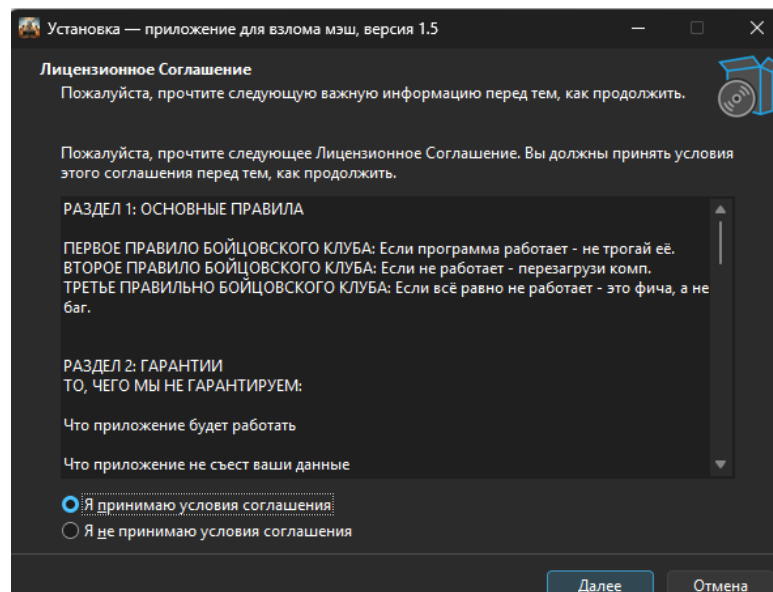 Установка — приложение для взлома мэш, версия 1.5
Лицензионное Соглашение
Пожалуйста, прочтите следующую важную информацию перед тем, как продолжить.
Пожалуйста, прочтите следующее Лицензионное Соглашение. Вы должны принять условия
этого соглашения перед тем, как продолжить.
РАЗДЕЛ 1: ОСНОВНЫЕ ПРАВИЛА
ПЕРВОЕ ПРАВИЛО БОЙЦОВСКОГО КЛУБА: Если программа работает - не трогай её.
ВТОРОЕ ПРАВИЛО БОЙЦОВСКОГО КЛУБА: Если не работает - перезагрузи комп.
ТРЕТЬЕ ПРАВИЛЬНО БОЙЦОВСКОГО КЛУБА: Если всё равно не работает - это фича, а не
баг.
РАЗДЕЛ 2: ГАРАНТИИ
ТО, ЧЕГО МЫ НЕ ГАРАНТИРУЕМ:
Что приложение будет работать
Что приложение не съест ваши данные
Я принимаю условия соглашения
Я не принимаю условия соглашения
Далее
Отмена